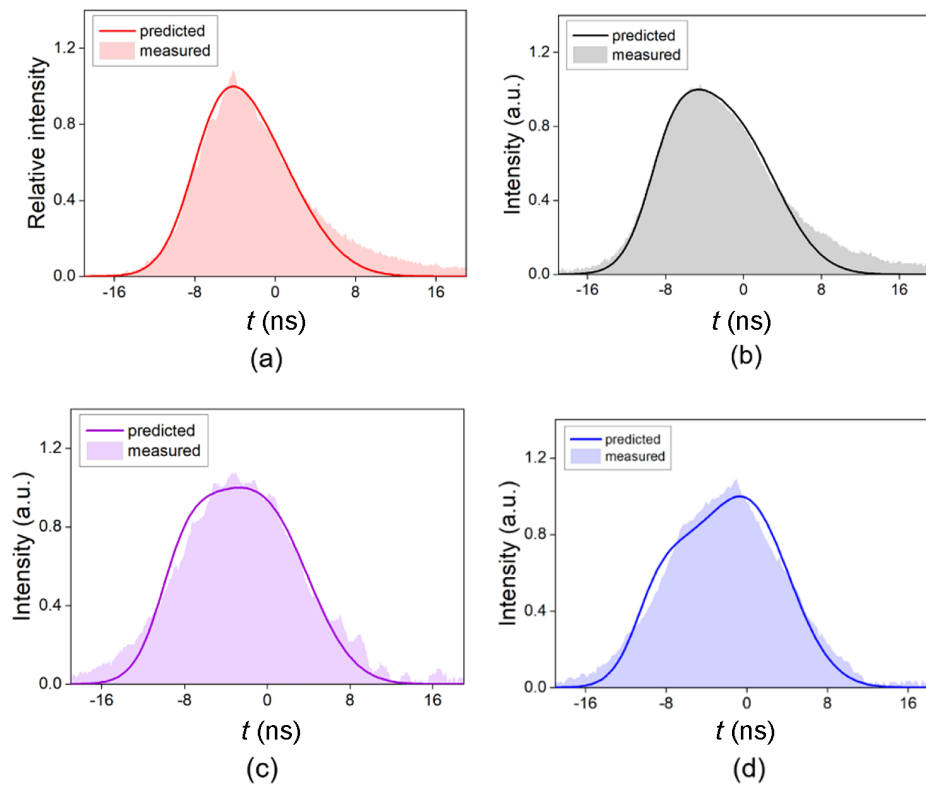 predicted
measured
Relative intensity
1.2
0.8
0.4
0.0
-16 -8 0 8 16
t (ns)
(a)
predicted
measured
Intensity (a.u.)
1.2
0.8
0.4
0.0
-16 -8 0 8 16
t (ns)
(b)
predicted
measured
Intensity (a.u.)
1.2
0.8
0.4
0.0
-16 -8 0 8 16
t (ns)
(c)
predicted
measured
Intensity (a.u.)
1.2
0.8
0.4
0.0
-16 -8 0 8 16
t (ns)
(d)